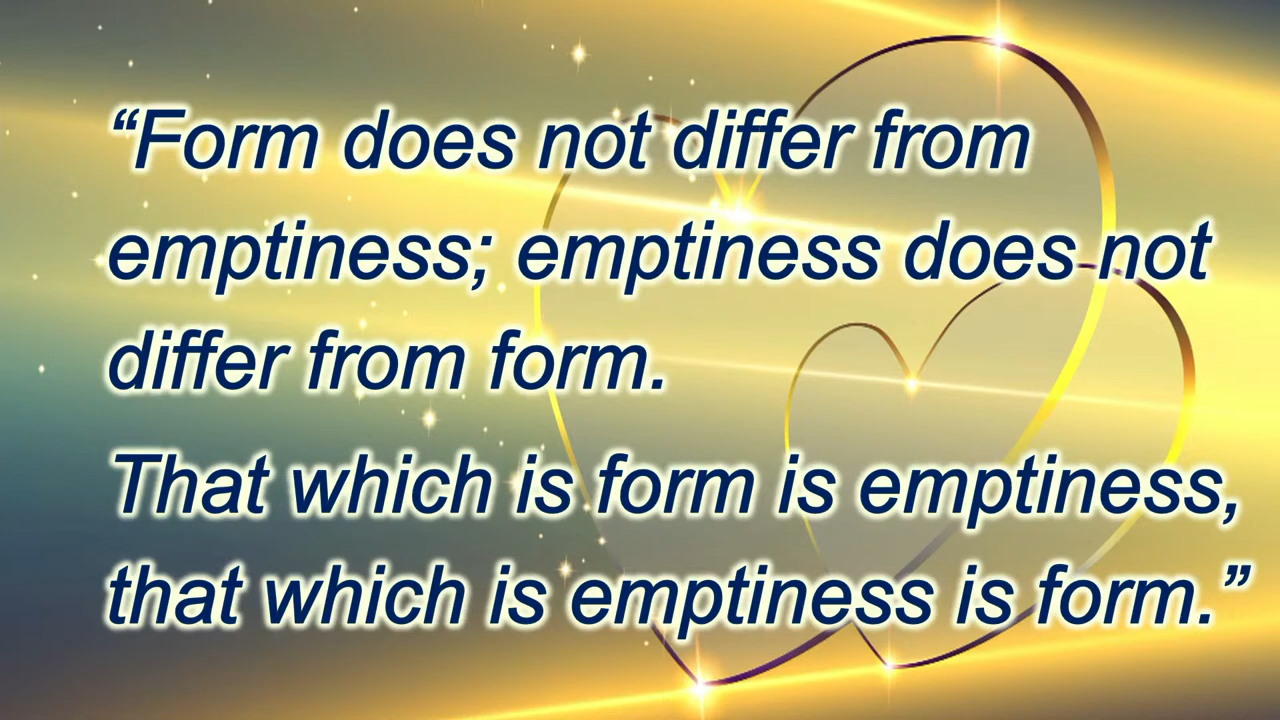 “Form does not differ from
emptiness; emptiness does not
differ from form.
That which is form is emptiness,
that which is emptiness is form.”